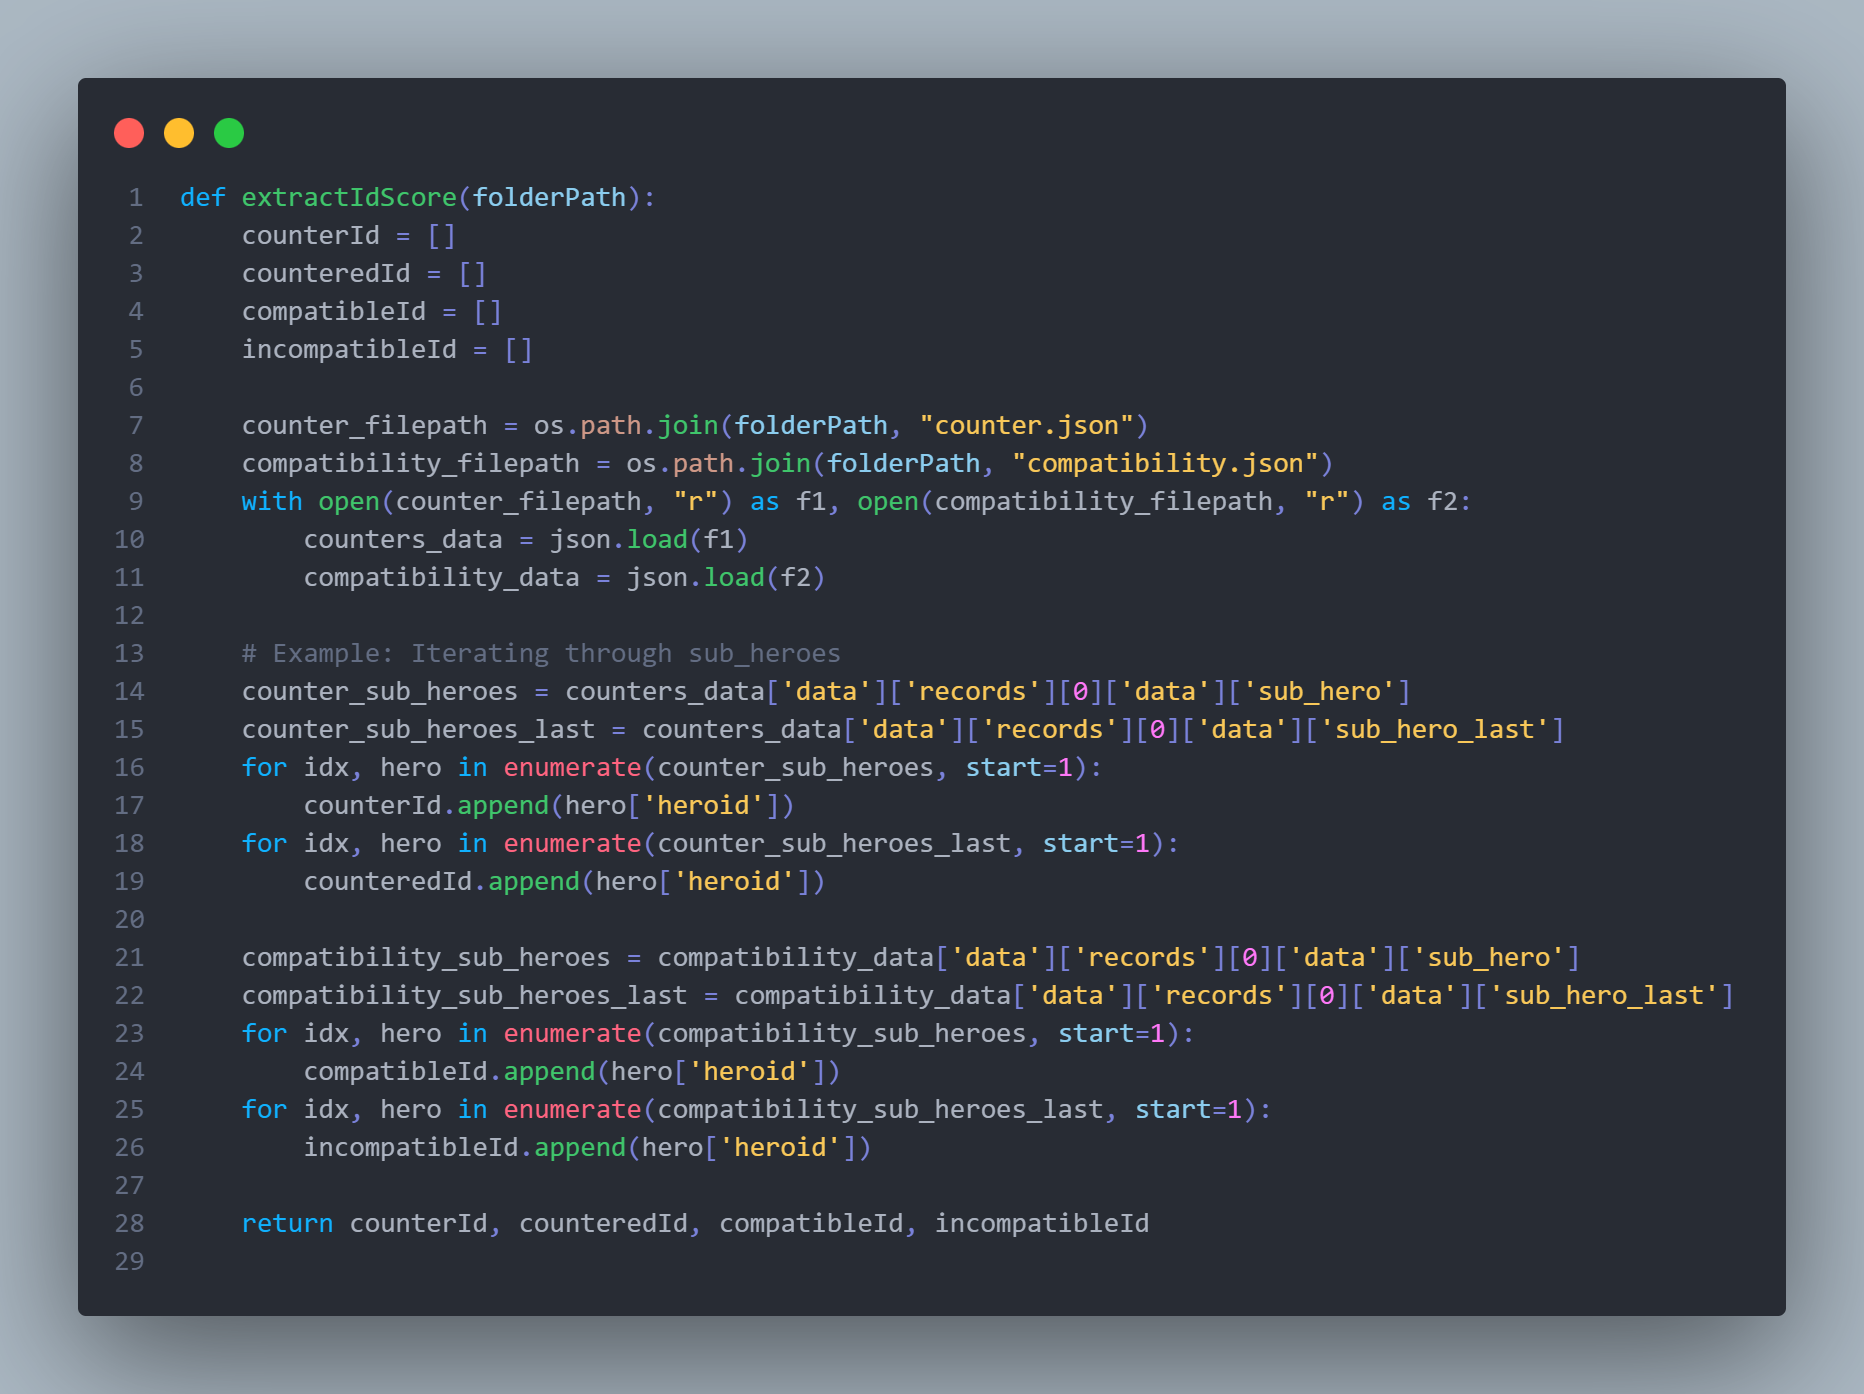 1 def extractIdScore(folderPath):
2     counterId = []
3     counteredId = []
4     compatibleId = []
5     incompatibleId = []
6
7     counter_filepath = os.path.join(folderPath, "counter.json")
8     compatibility_filepath = os.path.join(folderPath, "compatibility.json")
9     with open(counter_filepath, "r") as f1, open(compatibility_filepath, "r") as f2:
10         counters_data = json.load(f1)
11         compatibility_data = json.load(f2)
12
13     # Example: Iterating through sub_heroes
14     counter_sub_heroes = counters_data['data']['records'][0]['data']['sub_hero']
15     counter_sub_heroes_last = counters_data['data']['records'][0]['data']['sub_hero_last']
16     for idx, hero in enumerate(counter_sub_heroes, start=1):
17         counterId.append(hero['heroid'])
18     for idx, hero in enumerate(counter_sub_heroes_last, start=1):
19         counteredId.append(hero['heroid'])
20
21     compatibility_sub_heroes = compatibility_data['data']['records'][0]['data']['sub_hero']
22     compatibility_sub_heroes_last = compatibility_data['data']['records'][0]['data']['sub_hero_last']
23     for idx, hero in enumerate(compatibility_sub_heroes, start=1):
24         compatibleId.append(hero['heroid'])
25     for idx, hero in enumerate(compatibility_sub_heroes_last, start=1):
26         incompatibleId.append(hero['heroid'])
27
28     return counterId, counteredId, compatibleId, incompatibleId
29